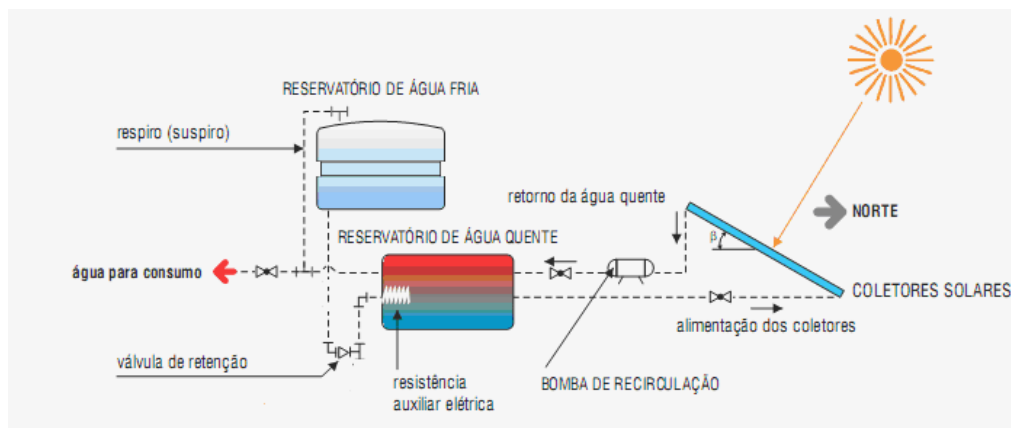 RESERVATÓRIO DE ÁGUA FRIA
respiro (suspiro)
retorno da água quente
NORTE
β
RESERVATÓRIO DE ÁGUA QUENTE
água para consumo
COLETORES SOLARES
alimentação dos coletores
válvula de retenção
resistência
auxiliar elétrica
BOMBA DE RECIRCULAÇÃO